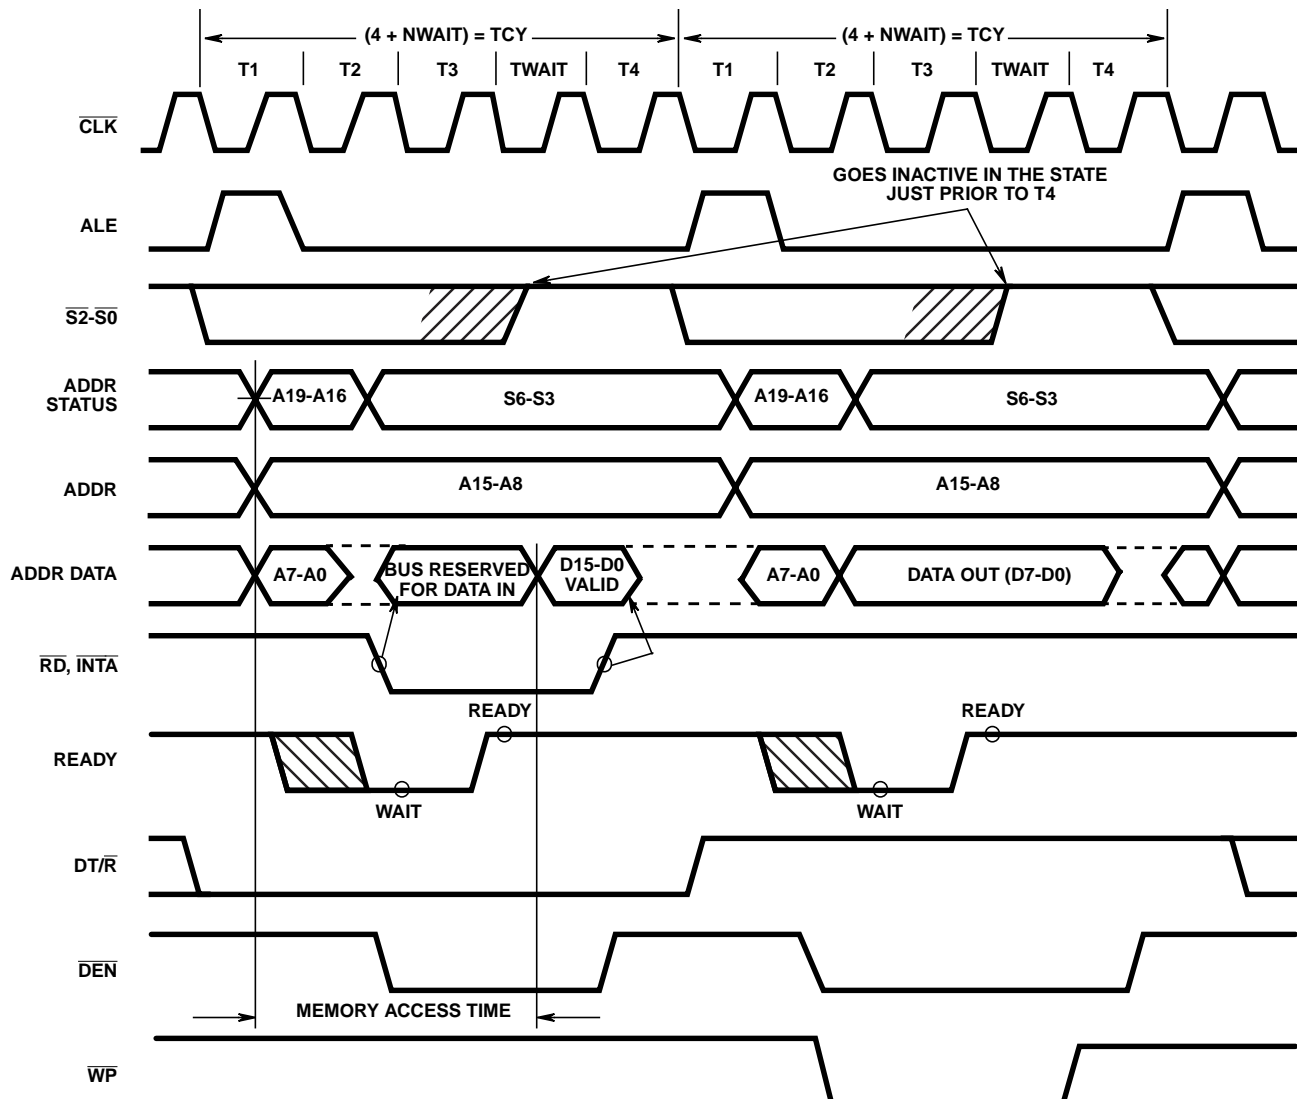 (4 + NWAIT) = TCY (4 + NWAIT) = TCY
T1 T2 T3 TWAIT T4 T1 T2 T3 TWAIT T4
CLK
GOES INACTIVE IN THE STATE
JUST PRIOR TO T4
ALE
S2-S0
ADDR
STATUS
A19-A16 S6-S3 A19-A16 S6-S3
ADDR A15-A8 A15-A8
ADDR DATA A7-A0
BUS RESERVED
FOR DATA IN
D15-D0
VALID
A7-A0 DATA OUT (D7-D0)
RD, INTA
READY READY
READY
WAIT WAIT
DT/R
DEN
MEMORY ACCESS TIME
WP